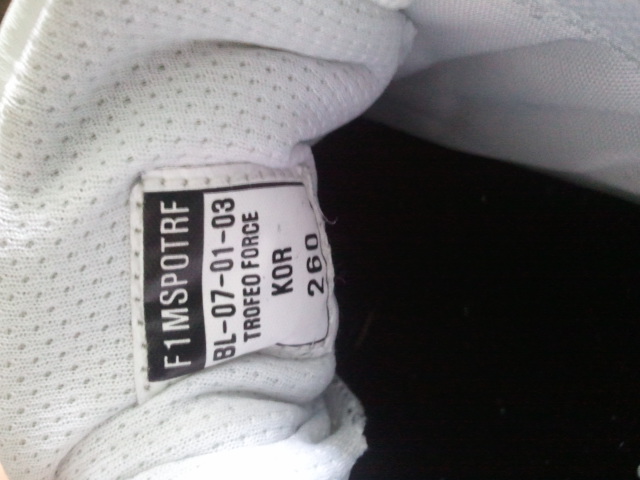 F1MSPOTRF
BL-07-01-03
TROFEO FORCE
KOR
260